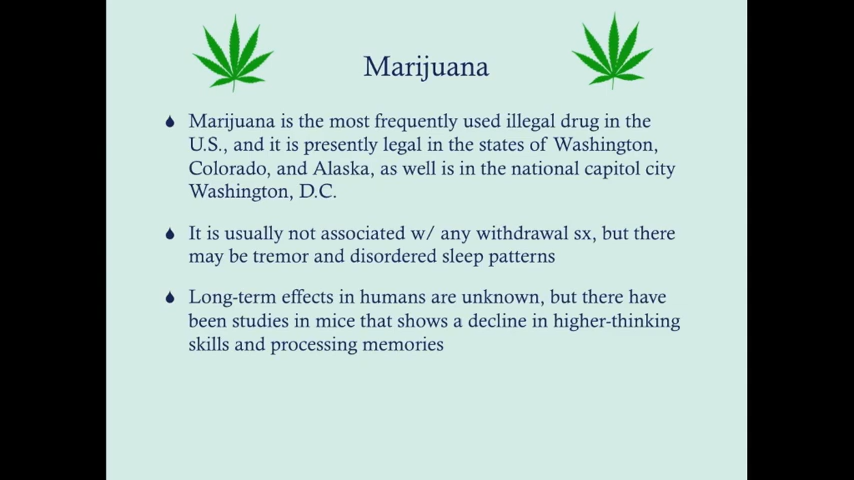 Marijuana
Marijuana is the most frequently used illegal drug in the
U.S., and it is presently legal in the states of Washington,
Colorado, and Alaska, as well is in the national capitol city
Washington, D.C.
It is usually not associated w/ any withdrawal sx, but there
may be tremor and disordered sleep patterns
Long-term effects in humans are unknown, but there have
been studies in mice that shows a decline in higher-thinking
skills and processing memories